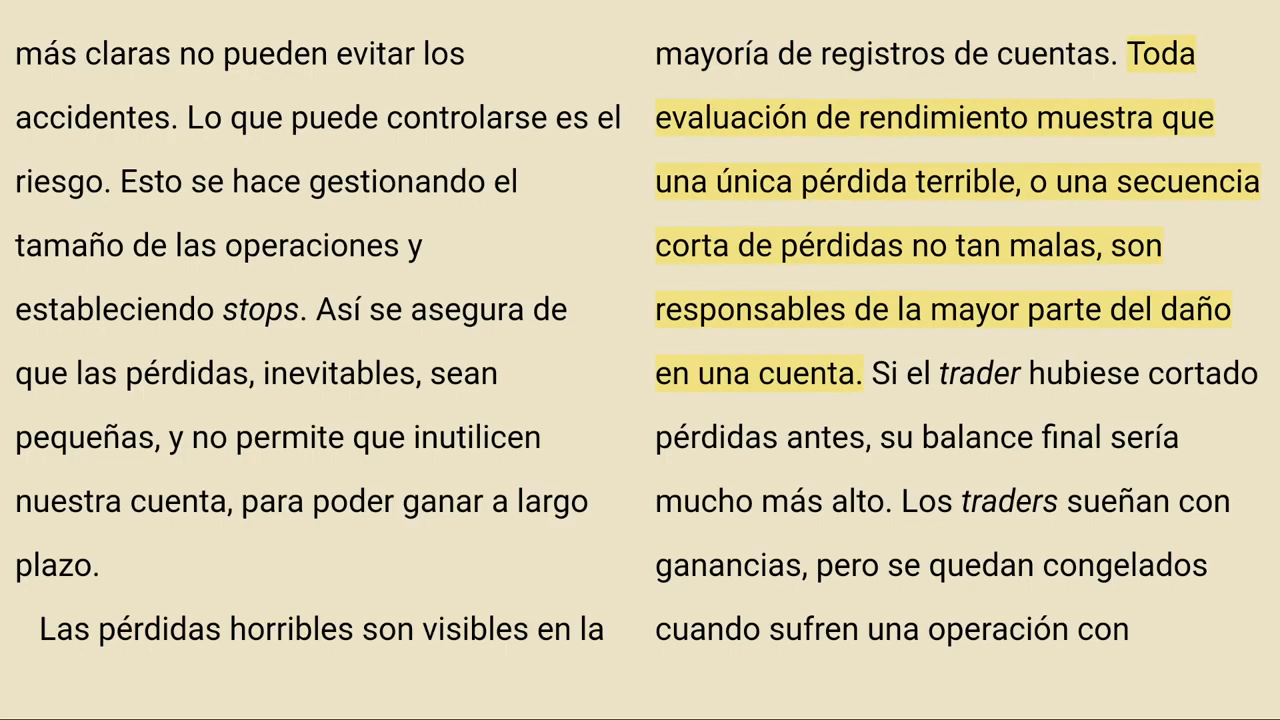 más claras no pueden evitar los
accidentes. Lo que puede controlarse es el
riesgo. Esto se hace gestionando el
tamaño de las operaciones y
estableciendo stops. Así se asegura de
que las pérdidas, inevitables, sean
pequeñas, y no permite que inutilicen
nuestra cuenta, para poder ganar a largo
plazo.
Las pérdidas horribles son visibles en la
mayoría de registros de cuentas. Toda
evaluación de rendimiento muestra que
una única pérdida terrible, o una secuencia
corta de pérdidas no tan malas, son
responsables de la mayor parte del daño
en una cuenta. Si el trader hubiese cortado
pérdidas antes, su balance final sería
mucho más alto. Los traders sueñan con
ganancias, pero se quedan congelados
cuando sufren una operación con